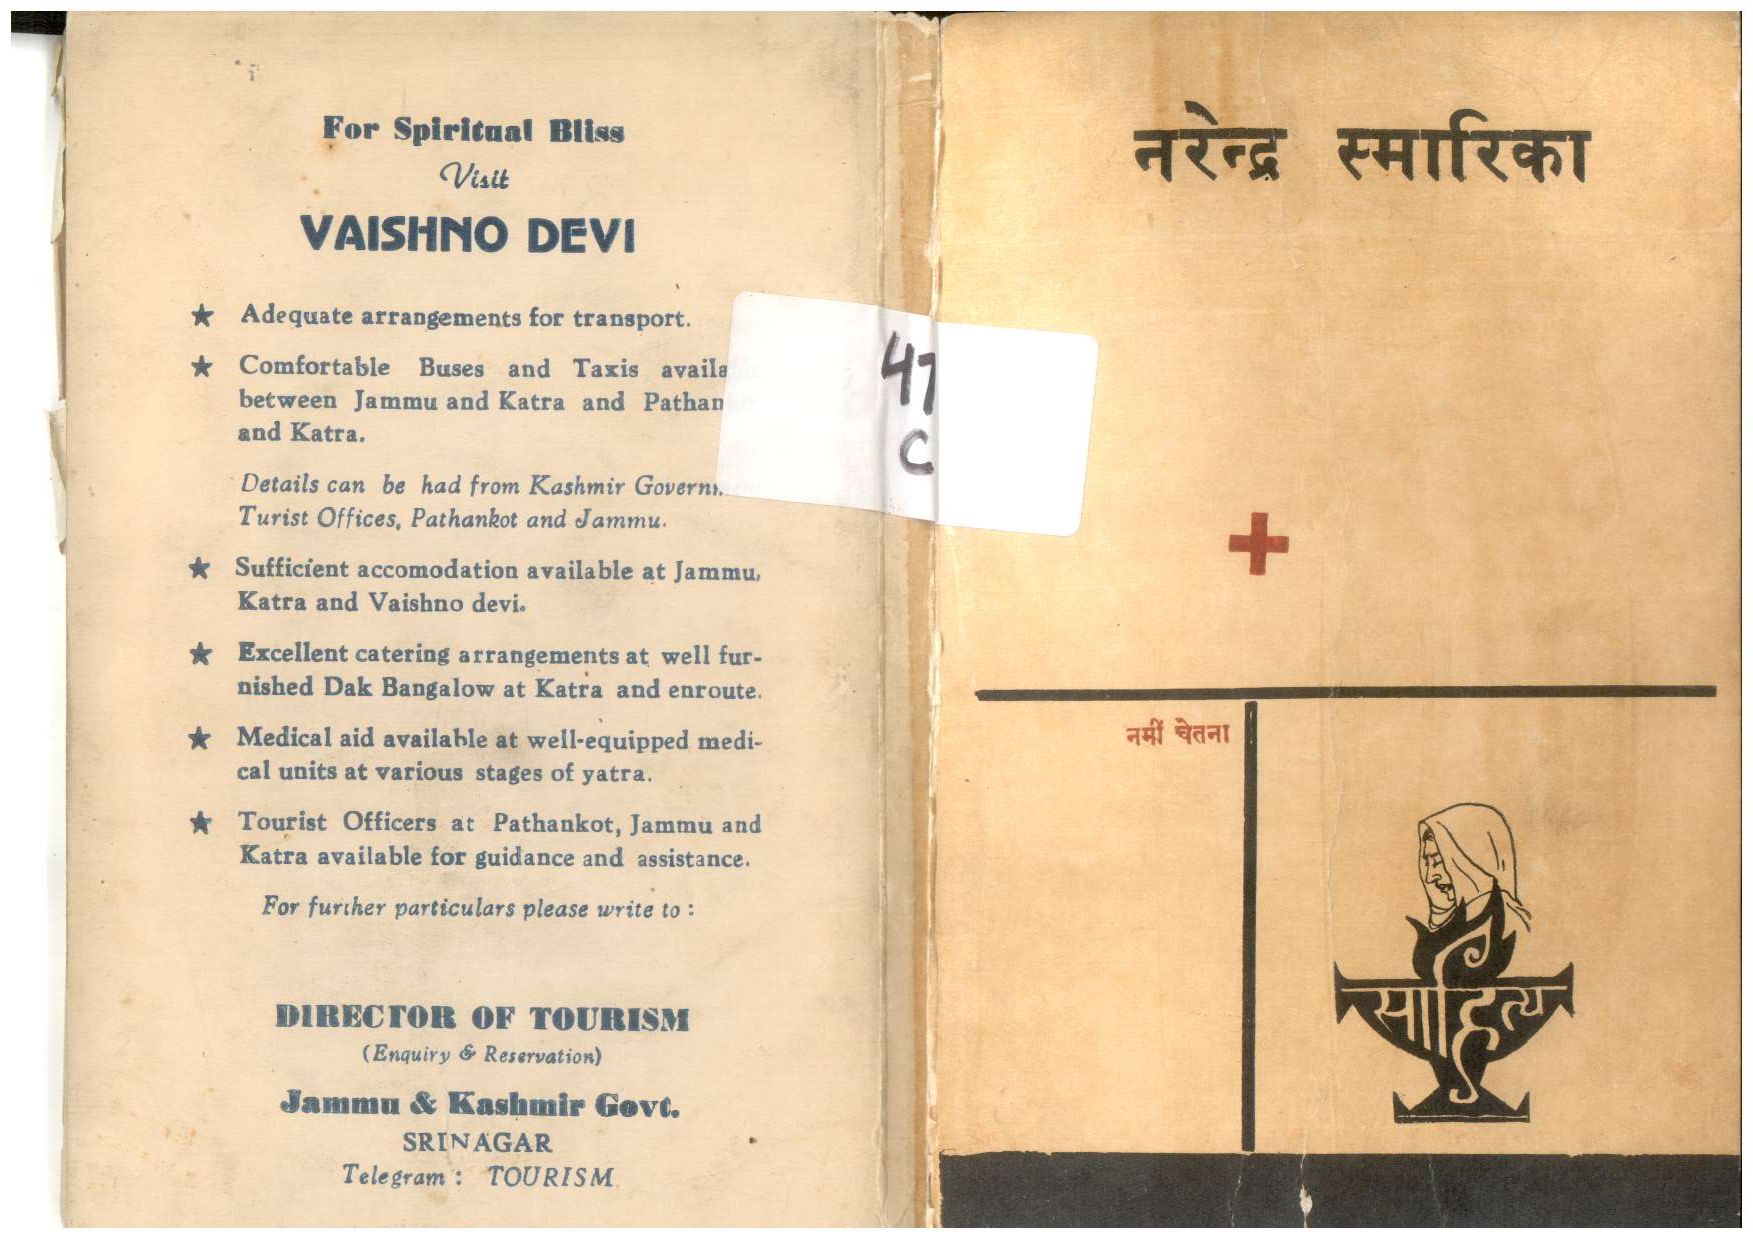 For Spiritual Bliss
Visit
VAISHNO DEVI
★ Adequate arrangements for transport.
★ Comfortable Buses and Taxis availa
between Jammu and Katra and Pathan
and Katra.
Details can be had from Kashmir Governm
Turist Offices, Pathankot and Jammu.
★ Sufficient accomodation available at Jammu,
Katra and Vaishno devi.
★ Excellent catering arrangements at well fur-
nished Dak Bangalow at Katra and enroute.
★ Medical aid available at well-equipped medi-
cal units at various stages of yatra.
★ Tourist Officers at Pathankot, Jammu and
Katra available for guidance and assistance.
For further particulars please write to :
DIRECTOR OF TOURISM
(Enquiry & Reservation)
Jammu & Kashmir Govt.
SRINAGAR
Telegram : TOURISM
47
C
नरेन्द्र स्मारिका
नमीं चेतना
साहित्य